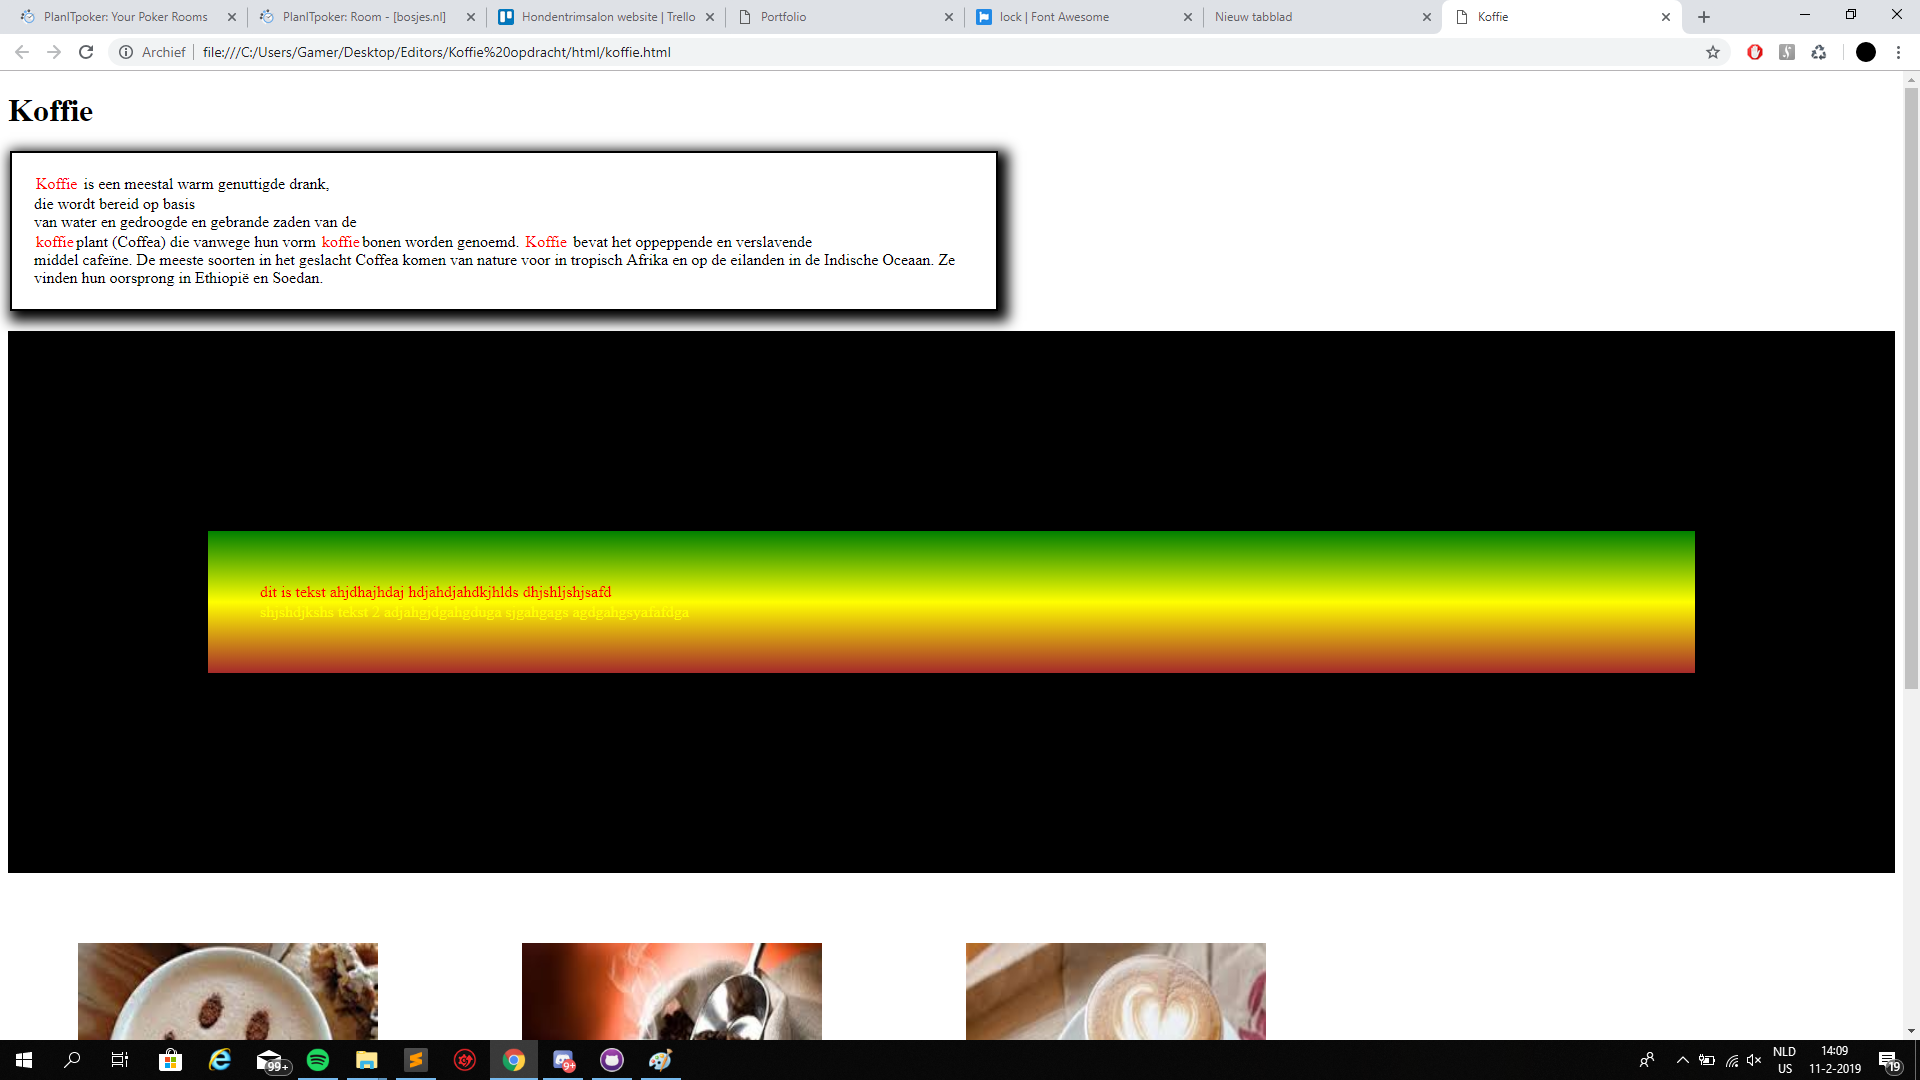 PlanITpoker: Your Poker Rooms
PlanITpoker: Room - [bosjes.nl]
Hondentrimsalon website | Trello
Portfolio
lock | Font Awesome
Nieuw tabblad
Koffie
Archief
file:///C:/Users/Gamer/Desktop/Editors/Koffie%20opdracht/html/koffie.html
Koffie
Koffie is een meestal warm genuttigde drank,
die wordt bereid op basis
van water en gedroogde en gebrande zaden van de
koffie plant (Coffea) die vanwege hun vorm koffie bonen worden genoemd. Koffie bevat het oppeppende en verslavende
middel cafeïne. De meeste soorten in het geslacht Coffea komen van nature voor in tropisch Afrika en op de eilanden in de Indische Oceaan. Ze
vinden hun oorsprong in Ethiopië en Soedan.
dit is tekst ahjdhajhdaj hdjahdjahdkjhlds dhjshljshjsafd
shjshdjkshs tekst 2 adjahgjdgahgduga sjgahgags agdgahgsyafafdga
99+
9+
NLD
US
14:09
11-2-2019
19